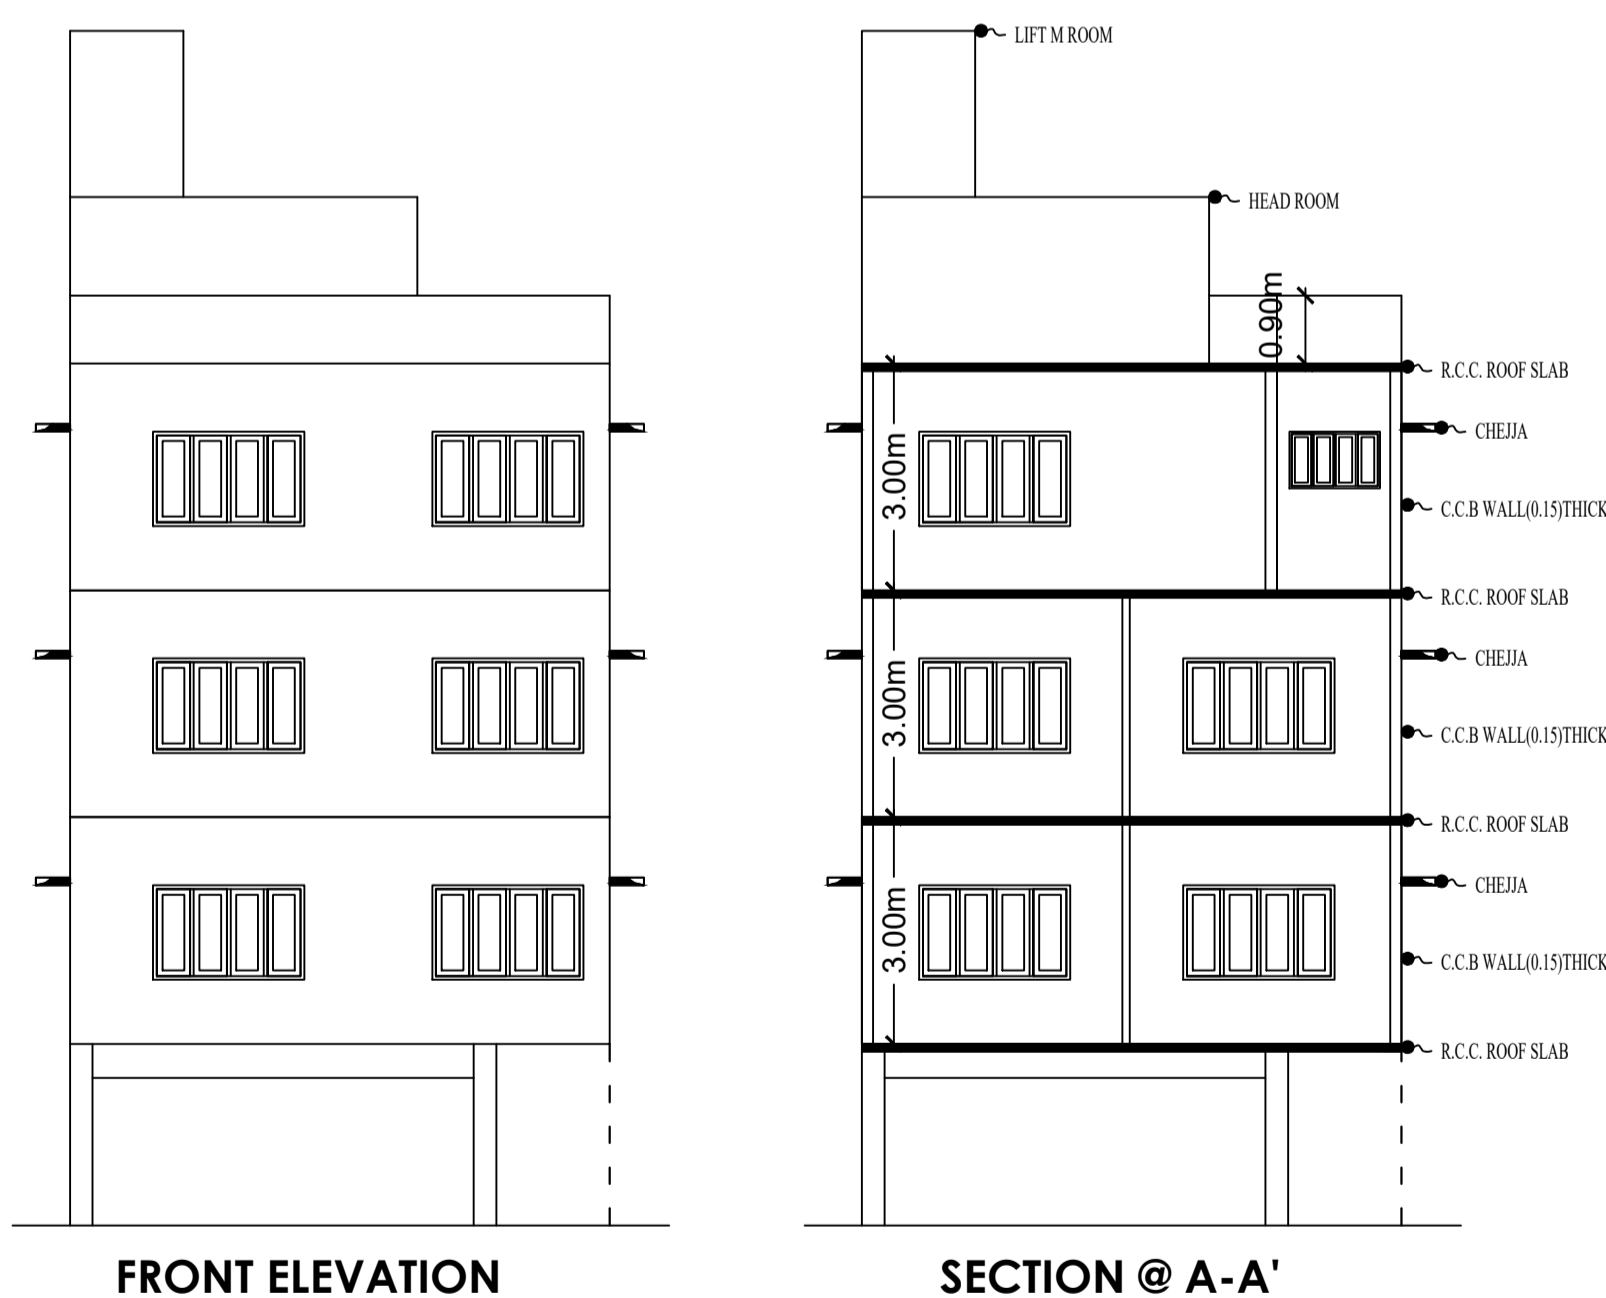 LIFT M ROOM
HEAD ROOM
0.90m
R.C.C. ROOF SLAB
CHEJJA
3.00m
C.C.B WALL(0.15)THICK
R.C.C. ROOF SLAB
CHEJJA
3.00m
C.C.B WALL(0.15)THICK
R.C.C. ROOF SLAB
CHEJJA
3.00m
C.C.B WALL(0.15)THICK
R.C.C. ROOF SLAB
FRONT ELEVATION
SECTION @ A-A'